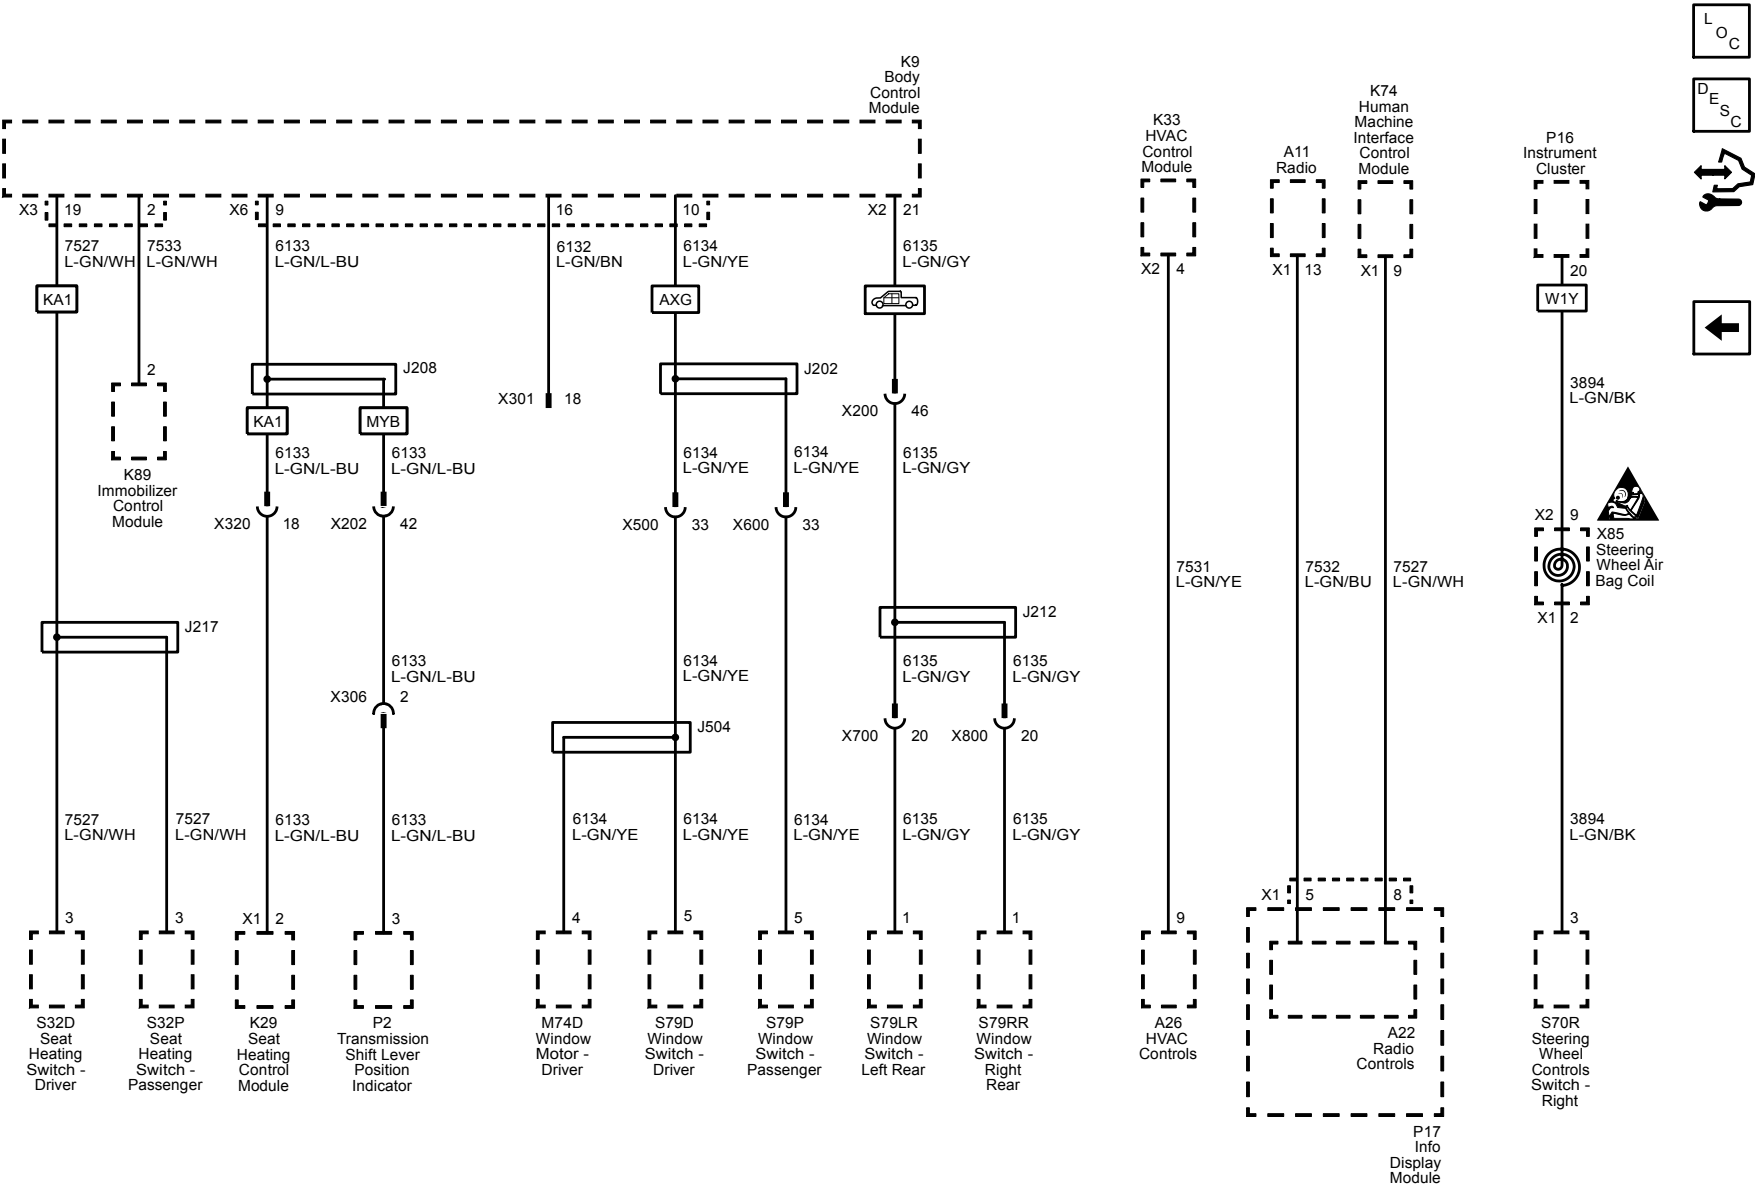 L
O
C
D
E
S
C
K9
Body
Control
Module
K33
HVAC
Control
Module
A11
Radio
K74
Human
Machine
Interface
Control
Module
P16
Instrument
Cluster
X3 19 2 X6 9 16 10 X2 21
7527
L-GN/WH
7533
L-GN/WH
6133
L-GN/L-BU
6132
L-GN/BN
6134
L-GN/YE
6135
L-GN/GY
X2 4
X1 13
X1 9
20
KA1
AXG
W1Y
2
K89
Immobilizer
Control
Module
J208
KA1
MYB
X301 18
J202
X200 46
3894
L-GN/BK
6133
L-GN/L-BU
6133
L-GN/L-BU
6134
L-GN/YE
6134
L-GN/YE
6135
L-GN/GY
X320 18
X202 42
X500 33
X600 33
X2 9
X85
Steering
Wheel Air
Bag Coil
X1 2
7531
L-GN/YE
7532
L-GN/BU
7527
L-GN/WH
J217
J212
6133
L-GN/L-BU
6134
L-GN/YE
6135
L-GN/GY
6135
L-GN/GY
X306 2
J504
X700 20
X800 20
7527
L-GN/WH
7527
L-GN/WH
6133
L-GN/L-BU
6133
L-GN/L-BU
6134
L-GN/YE
6134
L-GN/YE
6134
L-GN/YE
6135
L-GN/GY
6135
L-GN/GY
3894
L-GN/BK
X1 5 8
3
3
X1 2
3
4
5
5
1
1
9
3
S32D
Seat
Heating
Switch -
Driver
S32P
Seat
Heating
Switch -
Passenger
K29
Seat
Heating
Control
Module
P2
Transmission
Shift Lever
Position
Indicator
M74D
Window
Motor -
Driver
S79D
Window
Switch -
Driver
S79P
Window
Switch -
Passenger
S79LR
Window
Switch -
Left Rear
S79RR
Window
Switch -
Right
Rear
A26
HVAC
Controls
A22
Radio
Controls
S70R
Steering
Wheel
Controls
Switch -
Right
P17
Info
Display
Module